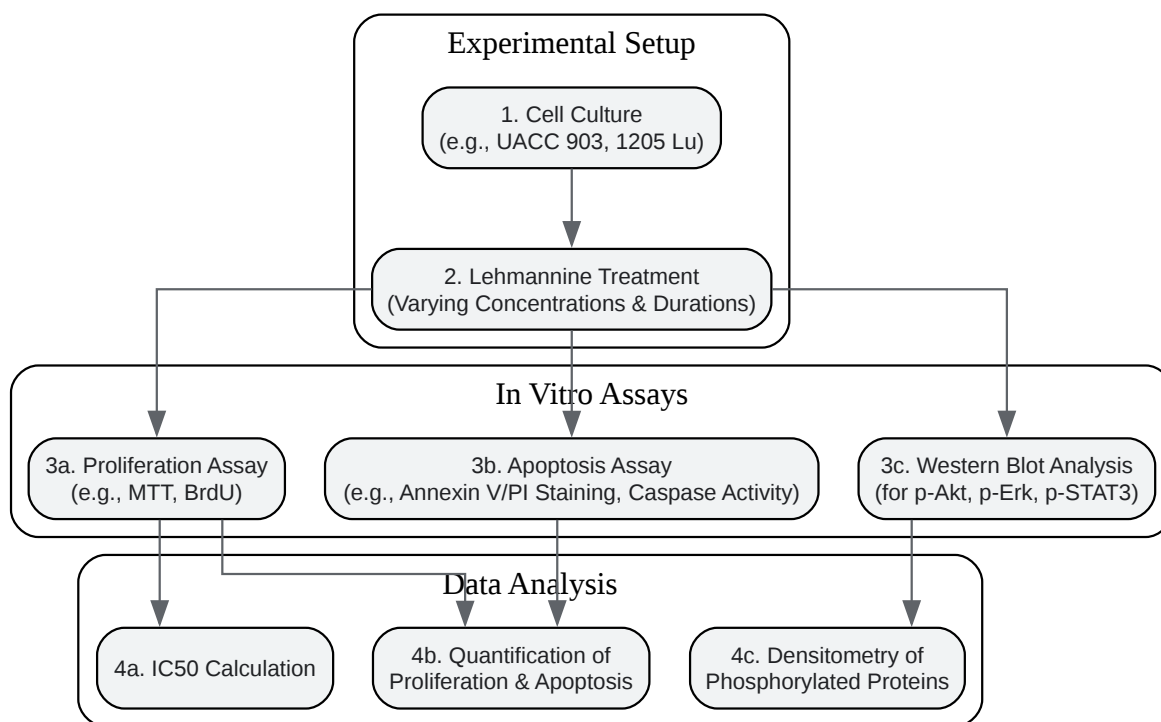 Experimental Setup
1. Cell Culture
(e.g., UACC 903, 1205 Lu)
2. Lehmannine Treatment
(Varying Concentrations & Durations)
In Vitro Assays
3a. Proliferation Assay
(e.g., MTT, BrdU)
3b. Apoptosis Assay
(e.g., Annexin V/PI Staining, Caspase Activity)
3c. Western Blot Analysis
(for p-Akt, p-Erk, p-STAT3)
Data Analysis
4a. IC50 Calculation
4b. Quantification of
Proliferation & Apoptosis
4c. Densitometry of
Phosphorylated Proteins